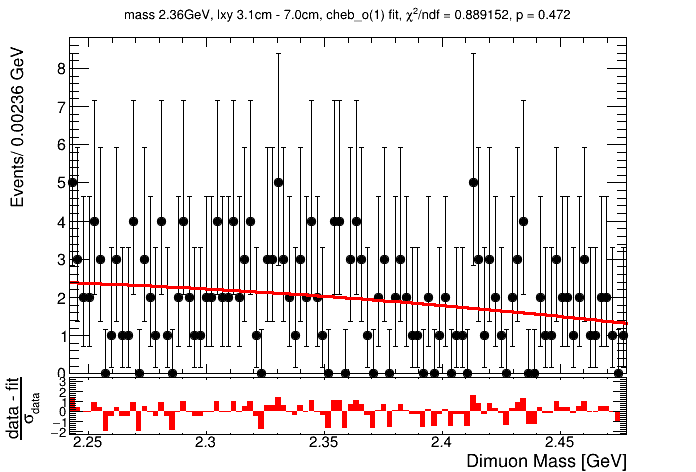 mass 2.36GeV, lxy 3.1cm - 7.0cm, cheb_o(1) fit, χ²/ndf = 0.889152, p = 0.472
Events/ 0.00236 GeV
8
7
6
5
4
3
2
1
0
data - fit
σdata
3
2
1
0
−1
−2
2.25 2.3 2.35 2.4 2.45
Dimuon Mass [GeV]